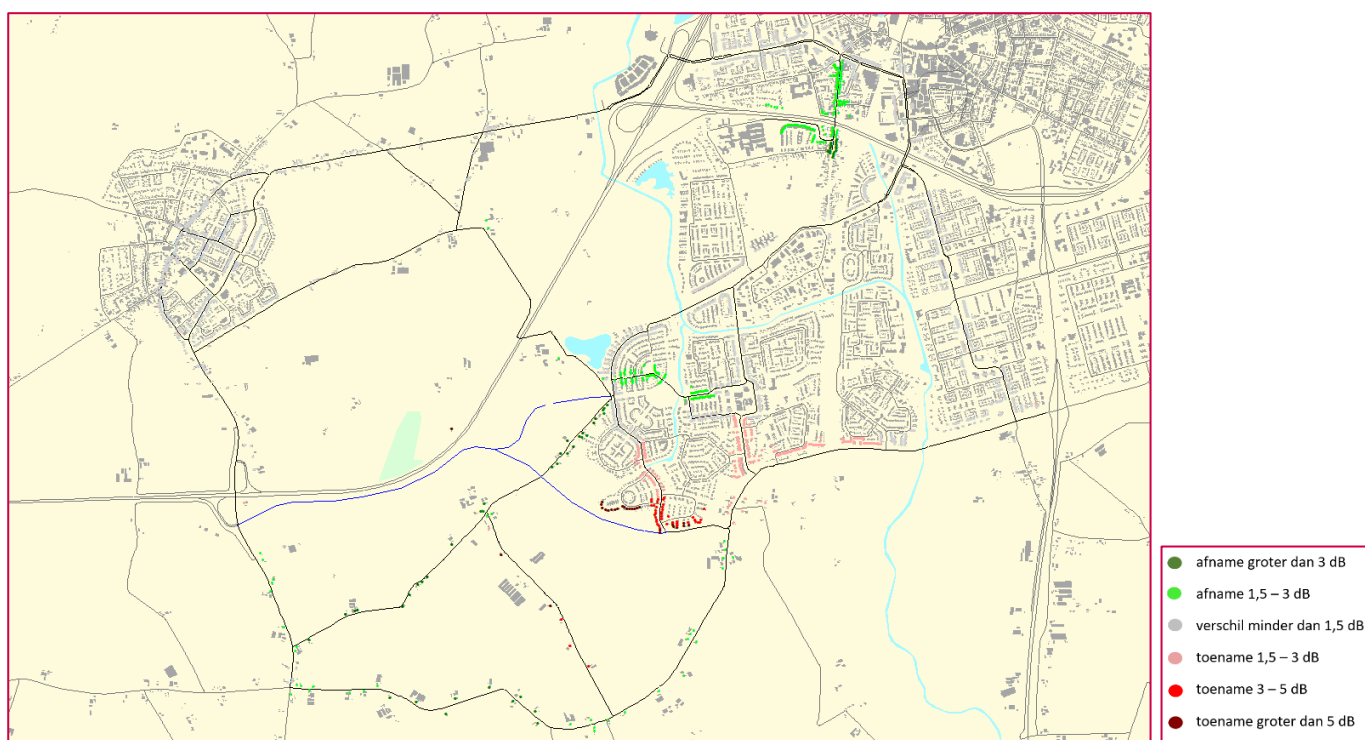 afname groter dan 3 dB
afname 1,5 – 3 dB
verschil minder dan 1,5 dB
toename 1,5 – 3 dB
toename 3 – 5 dB
toename groter dan 5 dB